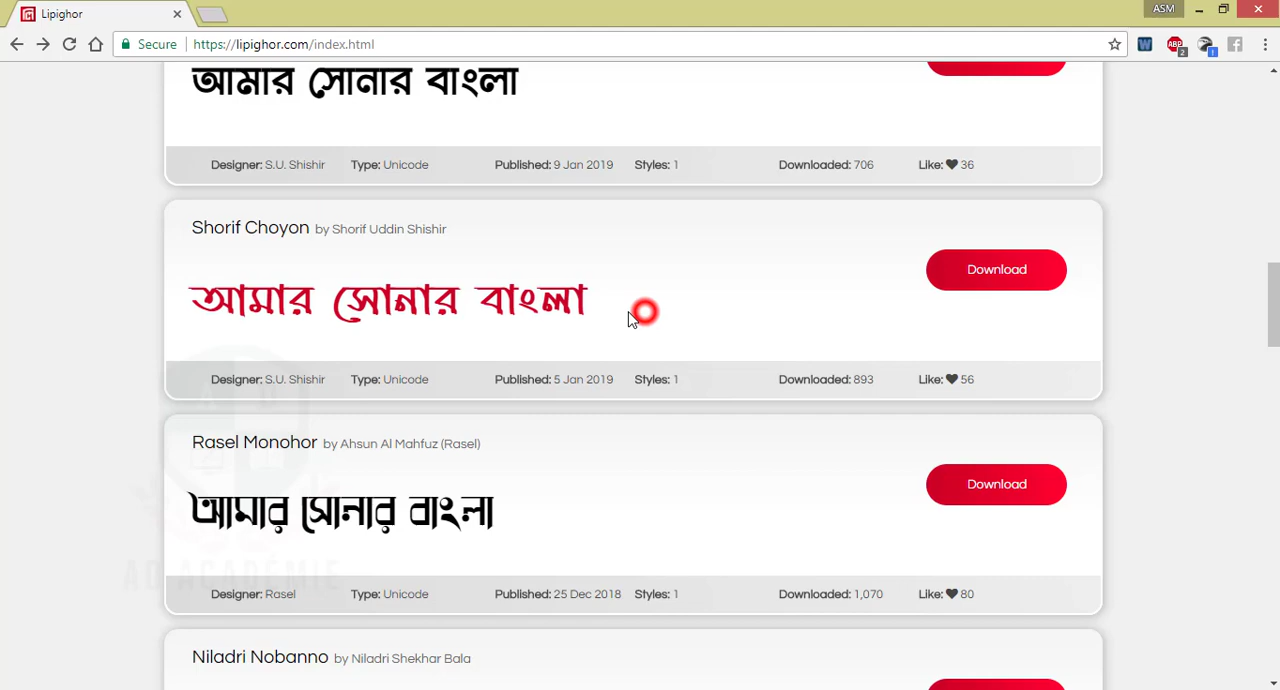 Lipighor
ASM
Secure https://lipighor.com/index.html
আমার সোনার বাংলা
Designer: S.U. Shishir Type: Unicode Published: 9 Jan 2019 Styles: 1 Downloaded: 706 Like: 36
Shorif Choyon by Shorif Uddin Shishir
Download
আমার সোনার বাংলা
Designer: S.U. Shishir Type: Unicode Published: 5 Jan 2019 Styles: 1 Downloaded: 893 Like: 56
Rasel Monohor by Ahsun Al Mahfuz (Rasel)
Download
আমার সোনার বাংলা
AD ACADÉMIE
Designer: Rasel Type: Unicode Published: 25 Dec 2018 Styles: 1 Downloaded: 1,070 Like: 80
Niladri Nobanno by Niladri Shekhar Bala